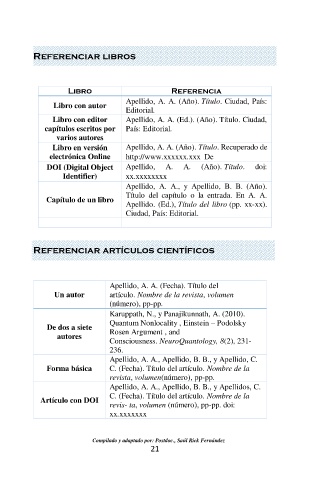 REFERENCIAR LIBROS
LIBRO REFERENCIA
Libro con autor
Apellido, A. A. (Año). Título. Ciudad, País:
Editorial.
Libro con editor
capítulos escritos por
varios autores
Apellido, A. A. (Ed.). (Año). Título. Ciudad,
País: Editorial.
Libro en versión
electrónica Online
Apellido, A. A. (Año). Título. Recuperado de
http://www.xxxxxx.xxx De
DOI (Digital Object
Identifier)
Apellido, A. A. (Año). Título. doi:
xx.xxxxxxxx
Capítulo de un libro
Apellido, A. A., y Apellido, B. B. (Año).
Título del capítulo o la entrada. En A. A.
Apellido. (Ed.), Título del libro (pp. xx-xx).
Ciudad, País: Editorial.
REFERENCIAR ARTÍCULOS CIENTÍFICOS
Un autor
Apellido, A. A. (Fecha). Título del
artículo. Nombre de la revista, volumen
(número), pp-pp.
De dos a siete
autores
Karuppath, N., y Panajikunnath, A. (2010).
Quantum Nonlocality , Einstein – Podolsky
Rosen Argument , and
Consciousness. NeuroQuantology, 8(2), 231-
236.
Forma básica
Apellido, A. A., Apellido, B. B., y Apellido, C.
C. (Fecha). Título del artículo. Nombre de la
revista, volumen(número), pp-pp.
Artículo con DOI
Apellido, A. A., Apellido, B. B., y Apellidos, C.
C. (Fecha). Título del artículo. Nombre de la
revis- ta, volumen (número), pp-pp. doi:
xx.xxxxxxx
Compilado y adaptado por: Postdoc., Saúl Rick Fernández
21